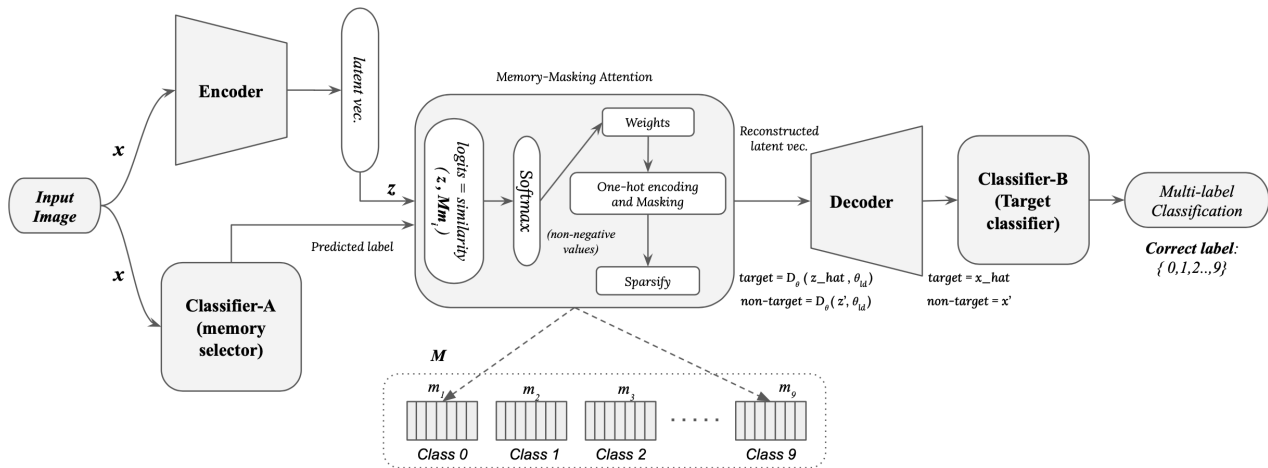 Input
Image
x
x
Encoder
latent vec.
z
Classifier-A
(memory
selector)
Predicted label
Memory-Masking Attention
logits = similarity
( z , Mm_i )
Softmax
(non-negative
values)
Weights
One-hot encoding
and Masking
Sparsify
Reconstructed
latent vec.
Decoder
target = D_θ ( z_hat , θ_ld )
non-target = D_θ ( z', θ_ld )
target = x_hat
non-target = x'
Classifier-B
(Target
classifier)
Multi-label
Classification
Correct label:
{ 0,1,2..,9}
M
m_1 m_2 m_3 m_9
Class 0 Class 1 Class 2 ..... Class 9